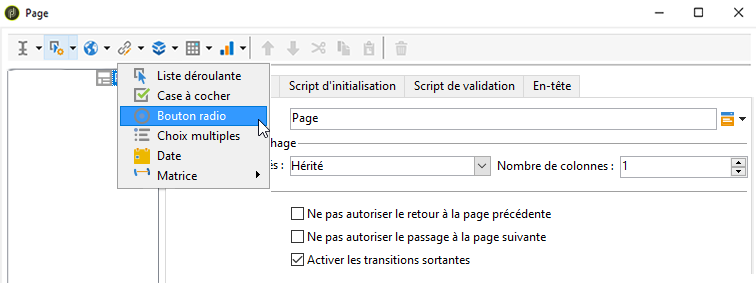 Page
Liste déroulante
Case à cocher
Bouton radio
Choix multiples
Date
Matrice
Script d'initialisation
Script de validation
En-tête
Page
hage
és :
Hérité
Nombre de colonnes :
1
Ne pas autoriser le retour à la page précédente
Ne pas autoriser le passage à la page suivante
Activer les transitions sortantes